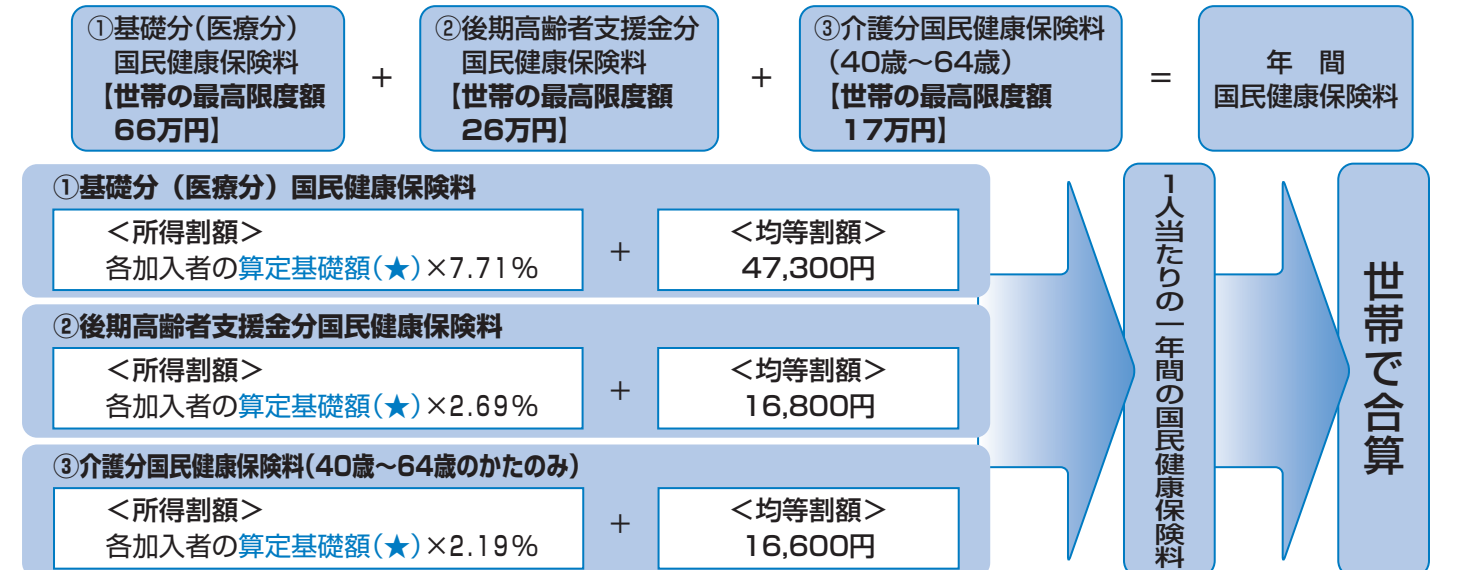 ①基礎分(医療分)
国民健康保険料
【世帯の最高限度額
66万円】
+
②後期高齢者支援金分
国民健康保険料
【世帯の最高限度額
26万円】
+
③介護分国民健康保険料
(40歳～64歳)
【世帯の最高限度額
17万円】
=
年 間
国民健康保険料
①基礎分(医療分)国民健康保険料
<所得割額>
各加入者の算定基礎額(★)×7.71%
+
<均等割額>
47,300円
②後期高齢者支援金分国民健康保険料
<所得割額>
各加入者の算定基礎額(★)×2.69%
+
<均等割額>
16,800円
③介護分国民健康保険料(40歳～64歳のかたのみ)
<所得割額>
各加入者の算定基礎額(★)×2.19%
+
<均等割額>
16,600円
1人当たりの一年間の国民健康保険料
世帯で合算